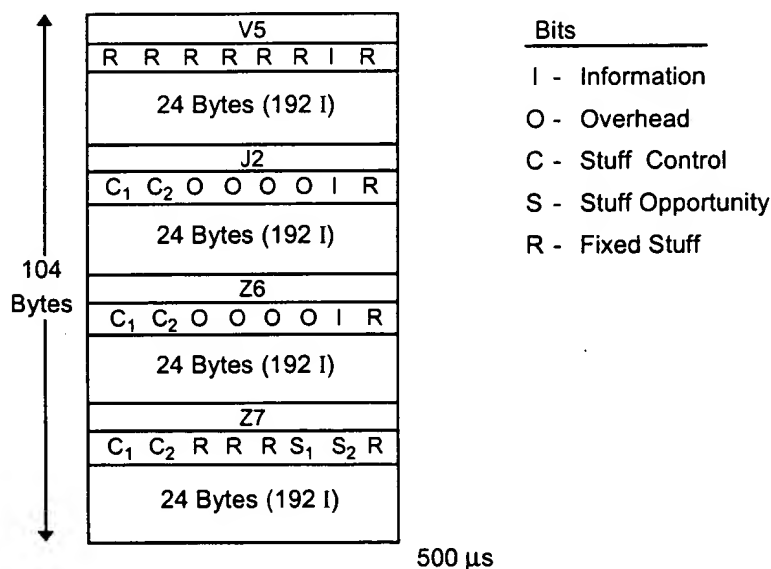 V5
R R R R R R I R
24 Bytes (192 I)
J2
C₁ C₂ O O O O I R
24 Bytes (192 I)
Z6
C₁ C₂ O O O O I R
24 Bytes (192 I)
Z7
C₁ C₂ R R R S₁ S₂ R
24 Bytes (192 I)
104
Bytes
500 µs
Bits
I - Information
O - Overhead
C - Stuff Control
S - Stuff Opportunity
R - Fixed Stuff